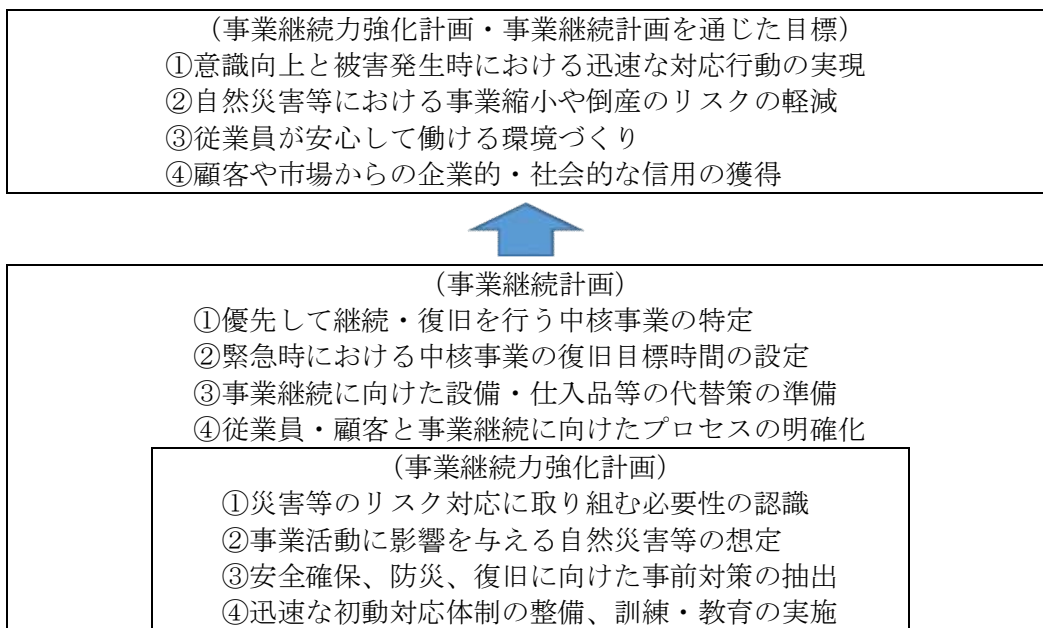 （事業継続力強化計画・事業継続計画を通じた目標）
①意識向上と被害発生時における迅速な対応行動の実現
②自然災害等における事業縮小や倒産のリスクの軽減
③従業員が安心して働ける環境づくり
④顧客や市場からの企業的・社会的な信用の獲得
（事業継続計画）
①優先して継続・復旧を行う中核事業の特定
②緊急時における中核事業の復旧目標時間の設定
③事業継続に向けた設備・仕入品等の代替策の準備
④従業員・顧客と事業継続に向けたプロセスの明確化
（事業継続力強化計画）
①災害等のリスク対応に取り組む必要性の認識
②事業活動に影響を与える自然災害等の想定
③安全確保、防災、復旧に向けた事前対策の抽出
④迅速な初動対応体制の整備、訓練・教育の実施